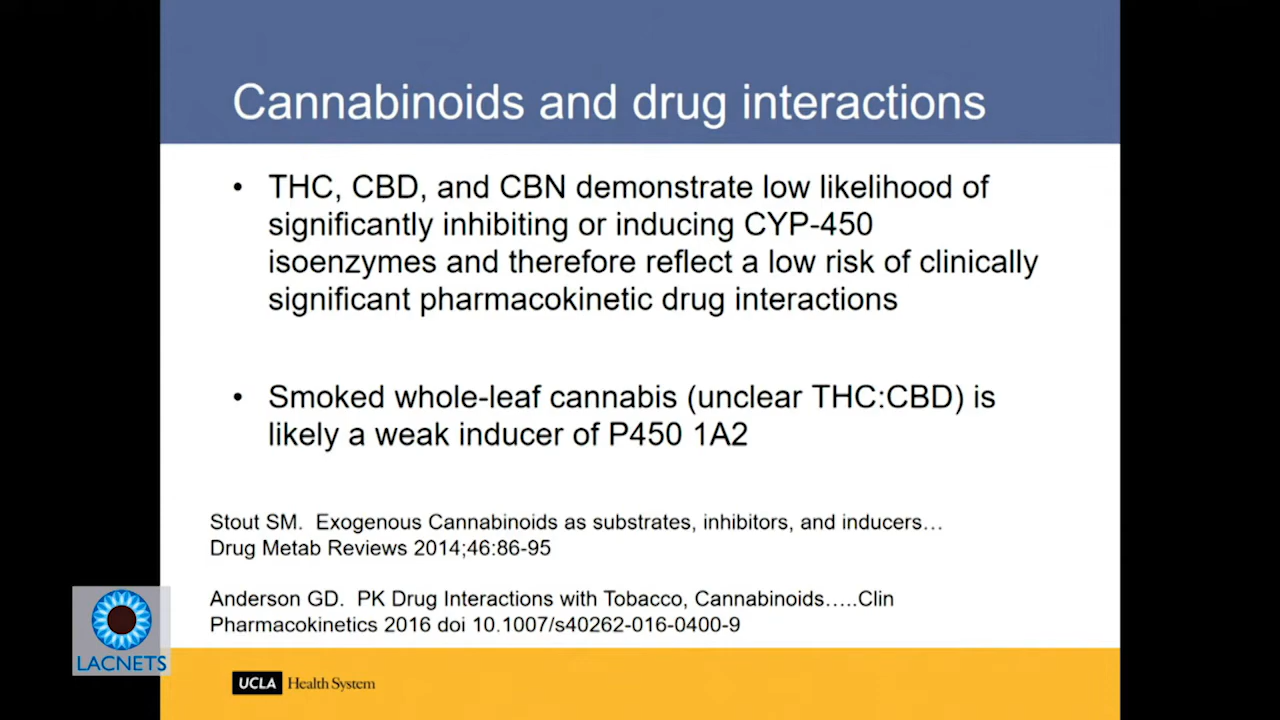 Cannabinoids and drug interactions
• THC, CBD, and CBN demonstrate low likelihood of
significantly inhibiting or inducing CYP-450
isoenzymes and therefore reflect a low risk of clinically
significant pharmacokinetic drug interactions
• Smoked whole-leaf cannabis (unclear THC:CBD) is
likely a weak inducer of P450 1A2
Stout SM. Exogenous Cannabinoids as substrates, inhibitors, and inducers…
Drug Metab Reviews 2014;46:86-95
Anderson GD. PK Drug Interactions with Tobacco, Cannabinoids…..Clin
Pharmacokinetics 2016 doi 10.1007/s40262-016-0400-9
LACNETS
UCLA Health System